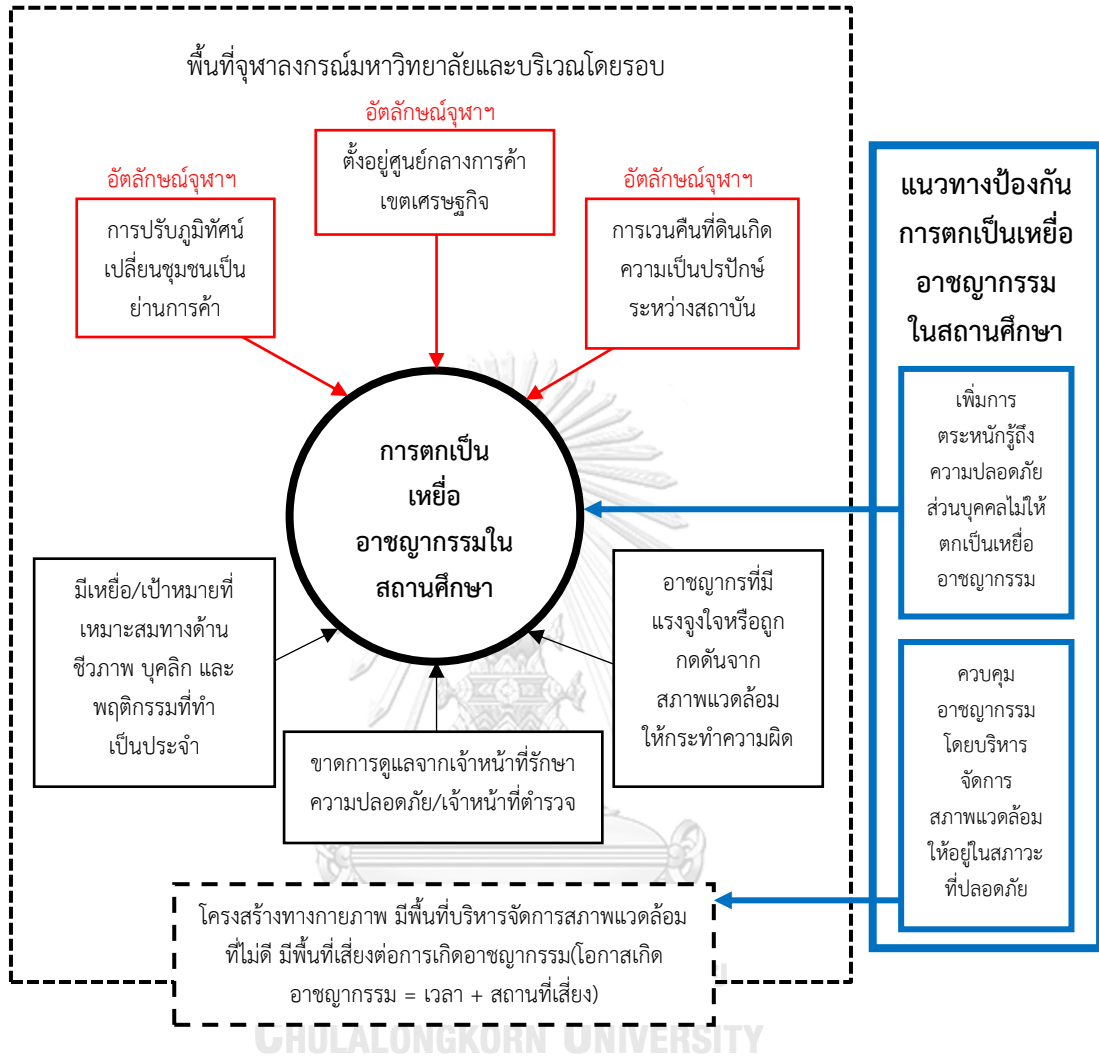 พื้นที่จุฬาลงกรณ์มหาวิทยาลัยและบริเวณโดยรอบ
อัตลักษณ์จุฬาฯ
ตั้งอยู่ศูนย์กลางการค้า
เขตเศรษฐกิจ
อัตลักษณ์จุฬาฯ
การปรับภูมิทัศน์
เปลี่ยนชุมชนเป็น
ย่านการค้า
อัตลักษณ์จุฬาฯ
การเวนคืนที่ดินเกิด
ความเป็นปรปักษ์
ระหว่างสถาบัน
การตกเป็น
เหยื่อ
อาชญากรรมใน
สถานศึกษา
มีเหยื่อ/เป้าหมายที่
เหมาะสมทางด้าน
ชีวภาพ บุคลิก และ
พฤติกรรมที่ทำ
เป็นประจำ
ขาดการดูแลจากเจ้าหน้าที่รักษา
ความปลอดภัย/เจ้าหน้าที่ตำรวจ
อาชญากรที่มี
แรงจูงใจหรือถูก
กดดันจาก
สภาพแวดล้อม
ให้กระทำความผิด
โครงสร้างทางกายภาพ มีพื้นที่บริหารจัดการสภาพแวดล้อม
ที่ไม่ดี มีพื้นที่เสี่ยงต่อการเกิดอาชญากรรม(โอกาสเกิด
อาชญากรรม = เวลา + สถานที่เสี่ยง)
แนวทางป้องกัน
การตกเป็นเหยื่อ
อาชญากรรม
ในสถานศึกษา
เพิ่มการ
ตระหนักรู้ถึง
ความปลอดภัย
ส่วนบุคคลไม่ให้
ตกเป็นเหยื่อ
อาชญากรรม
ควบคุม
อาชญากรรม
โดยบริหาร
จัดการ
สภาพแวดล้อม
ให้อยู่ในสภาวะ
ที่ปลอดภัย
CHULALONGKORN UNIVERSITY